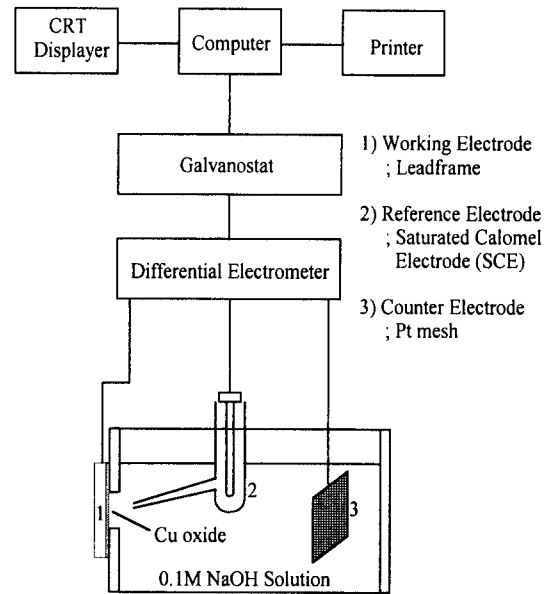 CRT
Displayer
Computer
Printer
Galvanostat
Differential Electrometer
1) Working Electrode
; Leadframe
2) Reference Electrode
; Saturated Calomel
Electrode (SCE)
3) Counter Electrode
; Pt mesh
1
2
3
Cu oxide
0.1M NaOH Solution